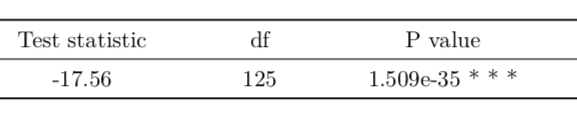 Test statistic df P value
-17.56 125 1.509e-35 * * *